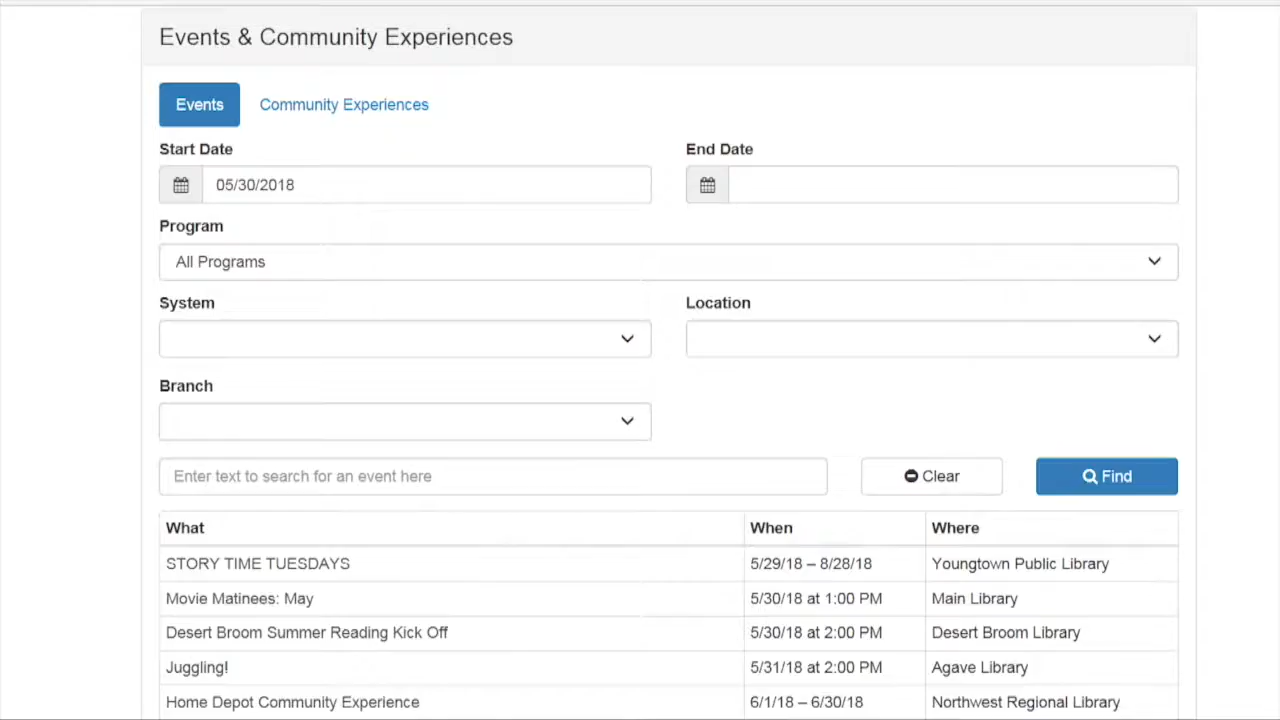 Events & Community Experiences
Events Community Experiences
Start Date End Date
05/30/2018
Program
All Programs
System Location
Branch
Enter text to search for an event here Clear Find
What When Where
STORY TIME TUESDAYS 5/29/18 – 8/28/18 Youngtown Public Library
Movie Matinees: May 5/30/18 at 1:00 PM Main Library
Desert Broom Summer Reading Kick Off 5/30/18 at 2:00 PM Desert Broom Library
Juggling! 5/31/18 at 2:00 PM Agave Library
Home Depot Community Experience 6/1/18 – 6/30/18 Northwest Regional Library